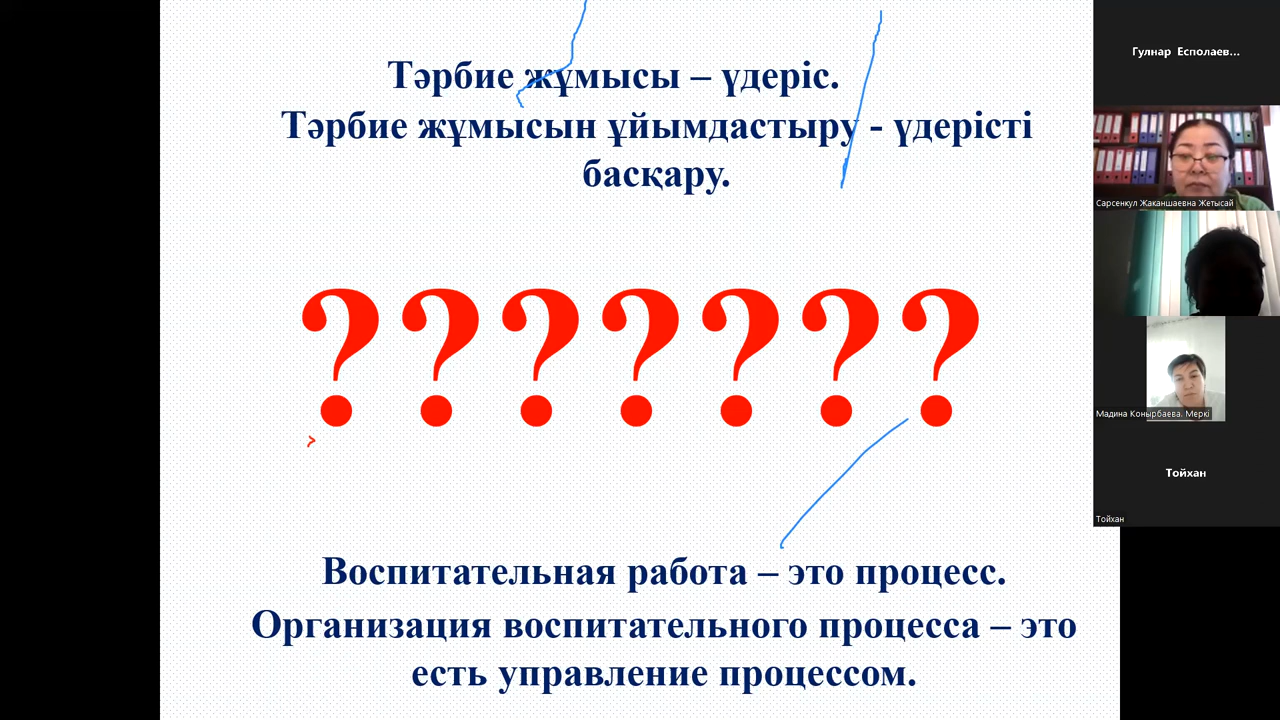 Тәрбие жұмысы – үдеріс.
Тәрбие жұмысын ұйымдастыру - үдерісті
басқару.
???????
Воспитательная работа – это процесс.
Организация воспитательного процесса – это
есть управление процессом.
Гулнар Есполаев...
Сарсенкул Жаканшаевна Жетысай
Мадина Конырбаева. Меркі
Тойхан
Тойхан